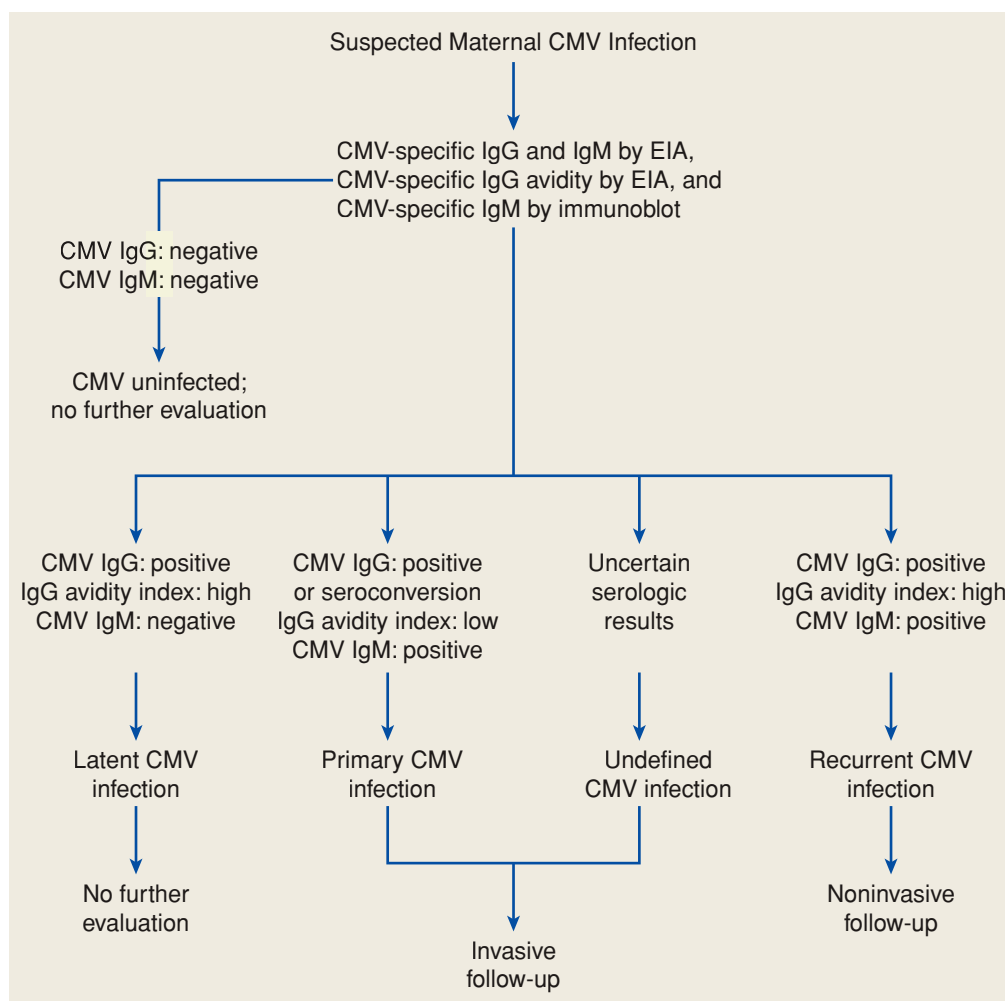 Suspected Maternal CMV Infection
CMV-specific IgG and IgM by EIA,
CMV-specific IgG avidity by EIA, and
CMV-specific IgM by immunoblot
CMV IgG: negative
CMV IgM: negative
CMV uninfected;
no further evaluation
CMV IgG: positive
IgG avidity index: high
CMV IgM: negative
CMV IgG: positive
or seroconversion
IgG avidity index: low
CMV IgM: positive
Uncertain
serologic
results
CMV IgG: positive
IgG avidity index: high
CMV IgM: positive
Latent CMV
infection
Primary CMV
infection
Undefined
CMV infection
Recurrent CMV
infection
No further
evaluation
Invasive
follow-up
Noninvasive
follow-up